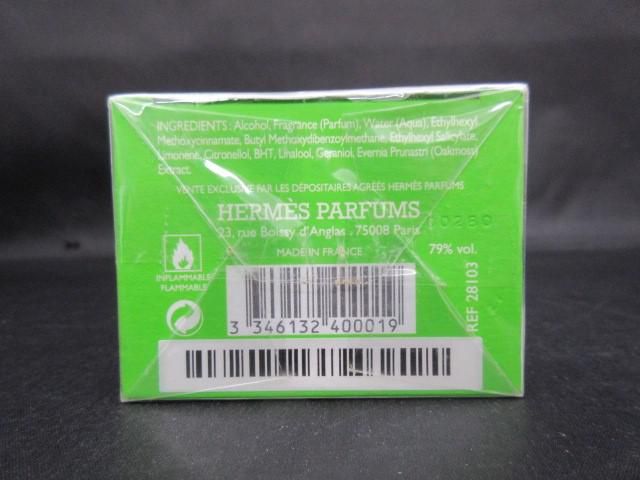 INGREDIENTS : Alcohol, Fragrance (Parfum), Water (Aqua), Ethylhexyl
Methoxycinnamate, Butyl Methoxydibenzoylmethane, Ethylhexyl Salicylate,
Limonene, Citronellol, BHT, Lihalool, Geraniol, Evernia Prunastri (Oakmoss)
Extract.
VENTE EXCLUSIVE PAR LES DÉPOSITAIRES AGRÉÉS HERMÈS PARFUMS
HERMÈS PARFUMS
23, rue Boissy d'Anglas . 75008 Paris
MADE IN FRANCE
79% vol.
INFLAMMABLE
FLAMMABLE
3 346132 400019
REF 28103